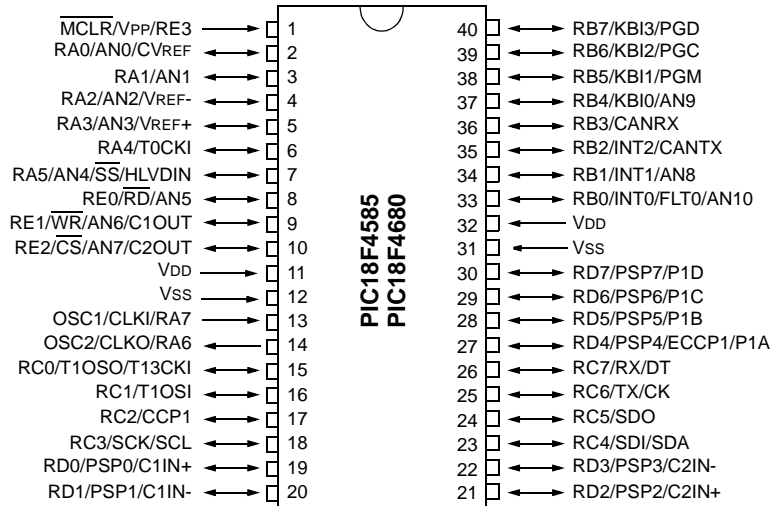 MCLR/VPP/RE3 1
RA0/AN0/CVREF 2
RA1/AN1 3
RA2/AN2/VREF- 4
RA3/AN3/VREF+ 5
RA4/T0CKI 6
RA5/AN4/SS/HLVDIN 7
RE0/RD/AN5 8
RE1/WR/AN6/C1OUT 9
RE2/CS/AN7/C2OUT 10
VDD 11
VSS 12
OSC1/CLKI/RA7 13
OSC2/CLKO/RA6 14
RC0/T1OSO/T13CKI 15
RC1/T1OSI 16
RC2/CCP1 17
RC3/SCK/SCL 18
RD0/PSP0/C1IN+ 19
RD1/PSP1/C1IN- 20
PIC18F4585
PIC18F4680
40 RB7/KBI3/PGD
39 RB6/KBI2/PGC
38 RB5/KBI1/PGM
37 RB4/KBI0/AN9
36 RB3/CANRX
35 RB2/INT2/CANTX
34 RB1/INT1/AN8
33 RB0/INT0/FLT0/AN10
32 VDD
31 VSS
30 RD7/PSP7/P1D
29 RD6/PSP6/P1C
28 RD5/PSP5/P1B
27 RD4/PSP4/ECCP1/P1A
26 RC7/RX/DT
25 RC6/TX/CK
24 RC5/SDO
23 RC4/SDI/SDA
22 RD3/PSP3/C2IN-
21 RD2/PSP2/C2IN+